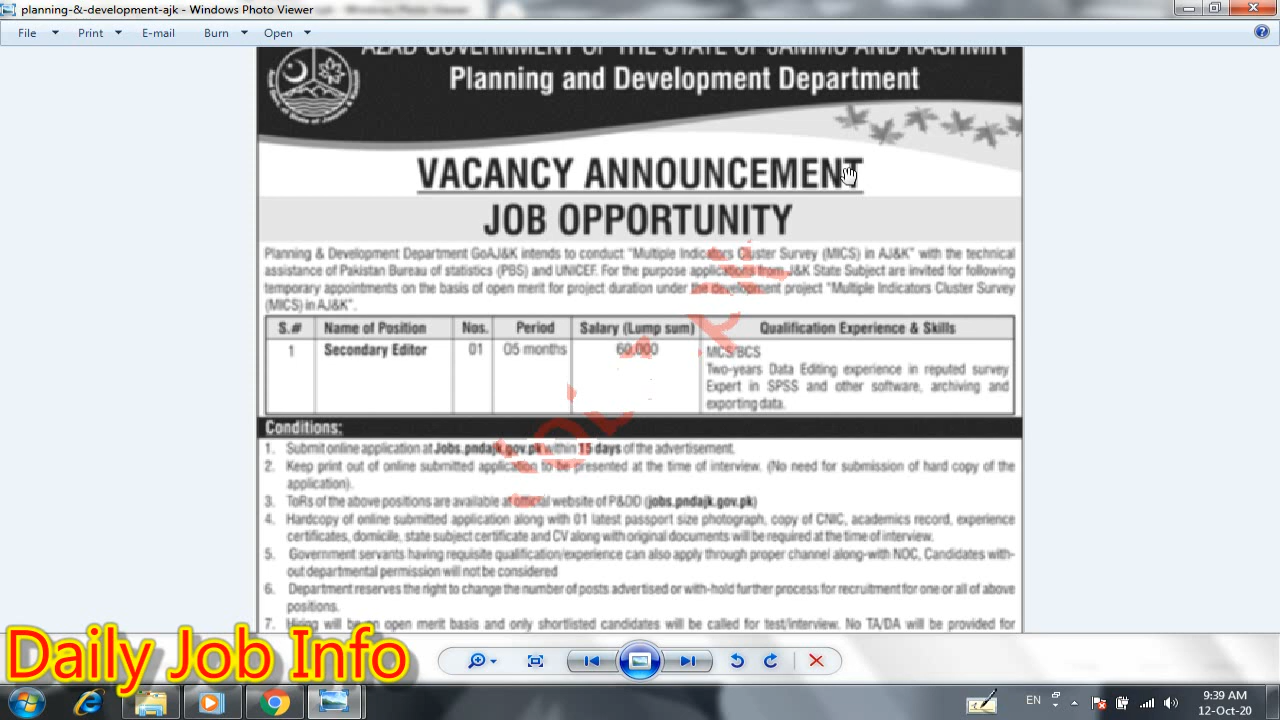 planning-&-development-ajk - Windows Photo Viewer
File Print E-mail Burn Open
AZAD GOVERNMENT OF THE STATE OF JAMMU AND KASHMIR
Planning and Development Department
VACANCY ANNOUNCEMENT
JOB OPPORTUNITY
Planning & Development Department GoAJ&K intends to conduct "Multiple Indicators Cluster Survey (MICS) in AJ&K" with the technical
assistance of Pakistan Bureau of statistics (PBS) and UNICEF. For the purpose applications from J&K State Subject are invited for following
temporary appointments on the basis of open merit for project duration under the development project "Multiple Indicators Cluster Survey
(MICS) in AJ&K".
S.# Name of Position Nos. Period Salary (Lump sum) Qualification Experience & Skills
1 Secondary Editor 01 05 months 60,000 MCS/BCS
Two-years Data Editing experience in reputed survey
Expert in SPSS and other software, archiving and
exporting data.
Conditions:
1. Submit online application at Jobs.pndajk.gov.pk within 15 days of the advertisement.
2. Keep print out of online submitted application to be presented at the time of interview. (No need for submission of hard copy of the
application).
3. ToRs of the above positions are available at official website of P&DD (jobs.pndajk.gov.pk)
4. Hardcopy of online submitted application along with 01 latest passport size photograph, copy of CNIC, academics record, experience
certificates, domicile, state subject certificate and CV along with original documents will be required at the time of interview.
5. Government servants having requisite qualification/experience can also apply through proper channel along-with NOC, Candidates with-
out departmental permission will not be considered
6. Department reserves the right to change the number of posts advertised or with-hold further process for recruitment for one or all of above
positions.
7. Hiring will be on open merit basis and only shortlisted candidates will be called for test/interview. No TA/DA will be provided for
Daily Job Info
EN
9:39 AM
12-Oct-20